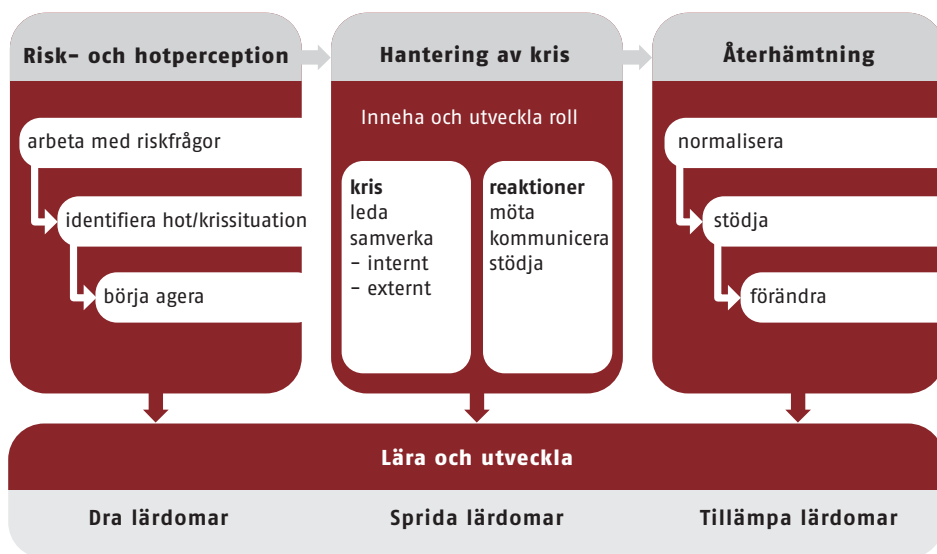 Risk- och hotperception
arbeta med riskfrågor
identifiera hot/krissituation
börja agera
Hantering av kris
Inneha och utveckla roll
kris
leda
samverka
– internt
– externt
reaktioner
möta
kommunicera
stödja
Återhämtning
normalisera
stödja
förändra
Lära och utveckla
Dra lärdomar
Sprida lärdomar
Tillämpa lärdomar